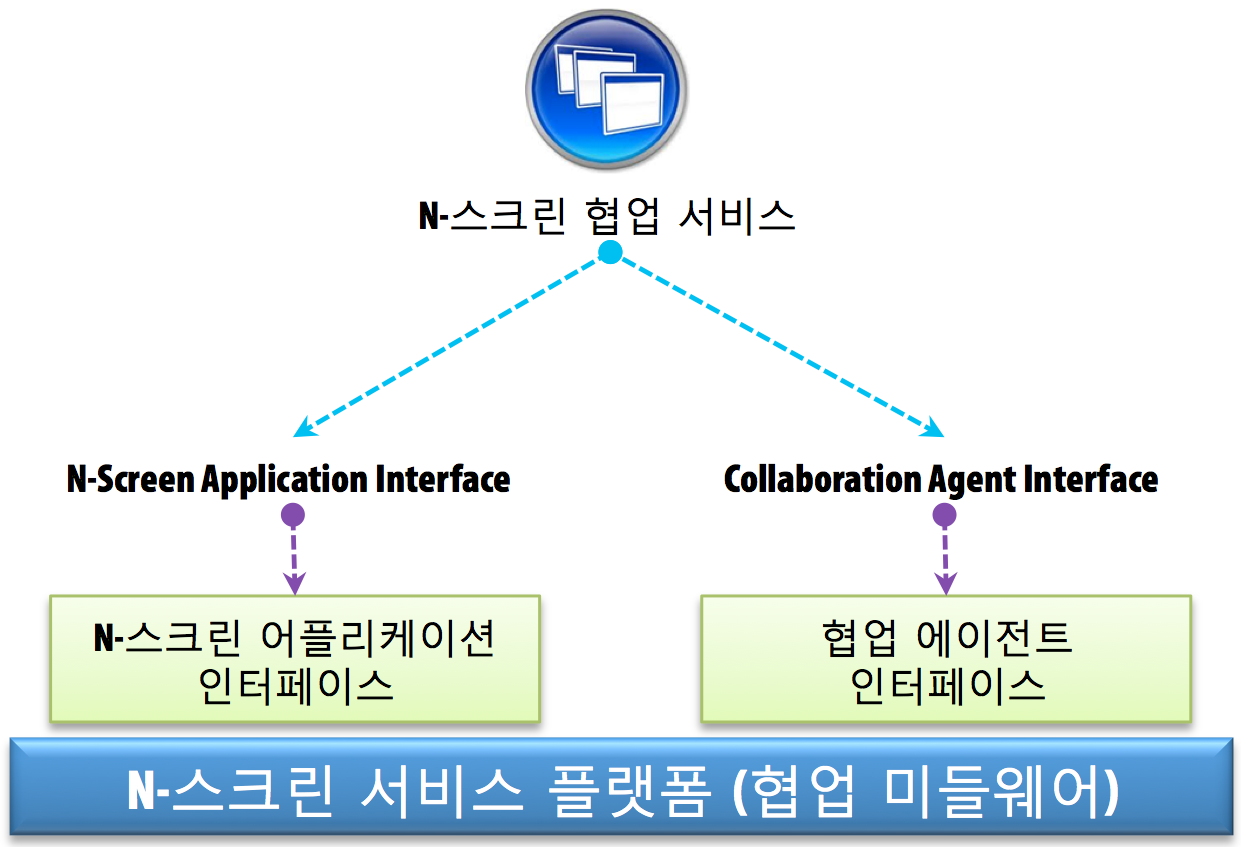 N-스크린 협업 서비스
N-Screen Application Interface
Collaboration Agent Interface
N-스크린 어플리케이션
인터페이스
협업 에이전트
인터페이스
N-스크린 서비스 플랫폼 (협업 미들웨어)